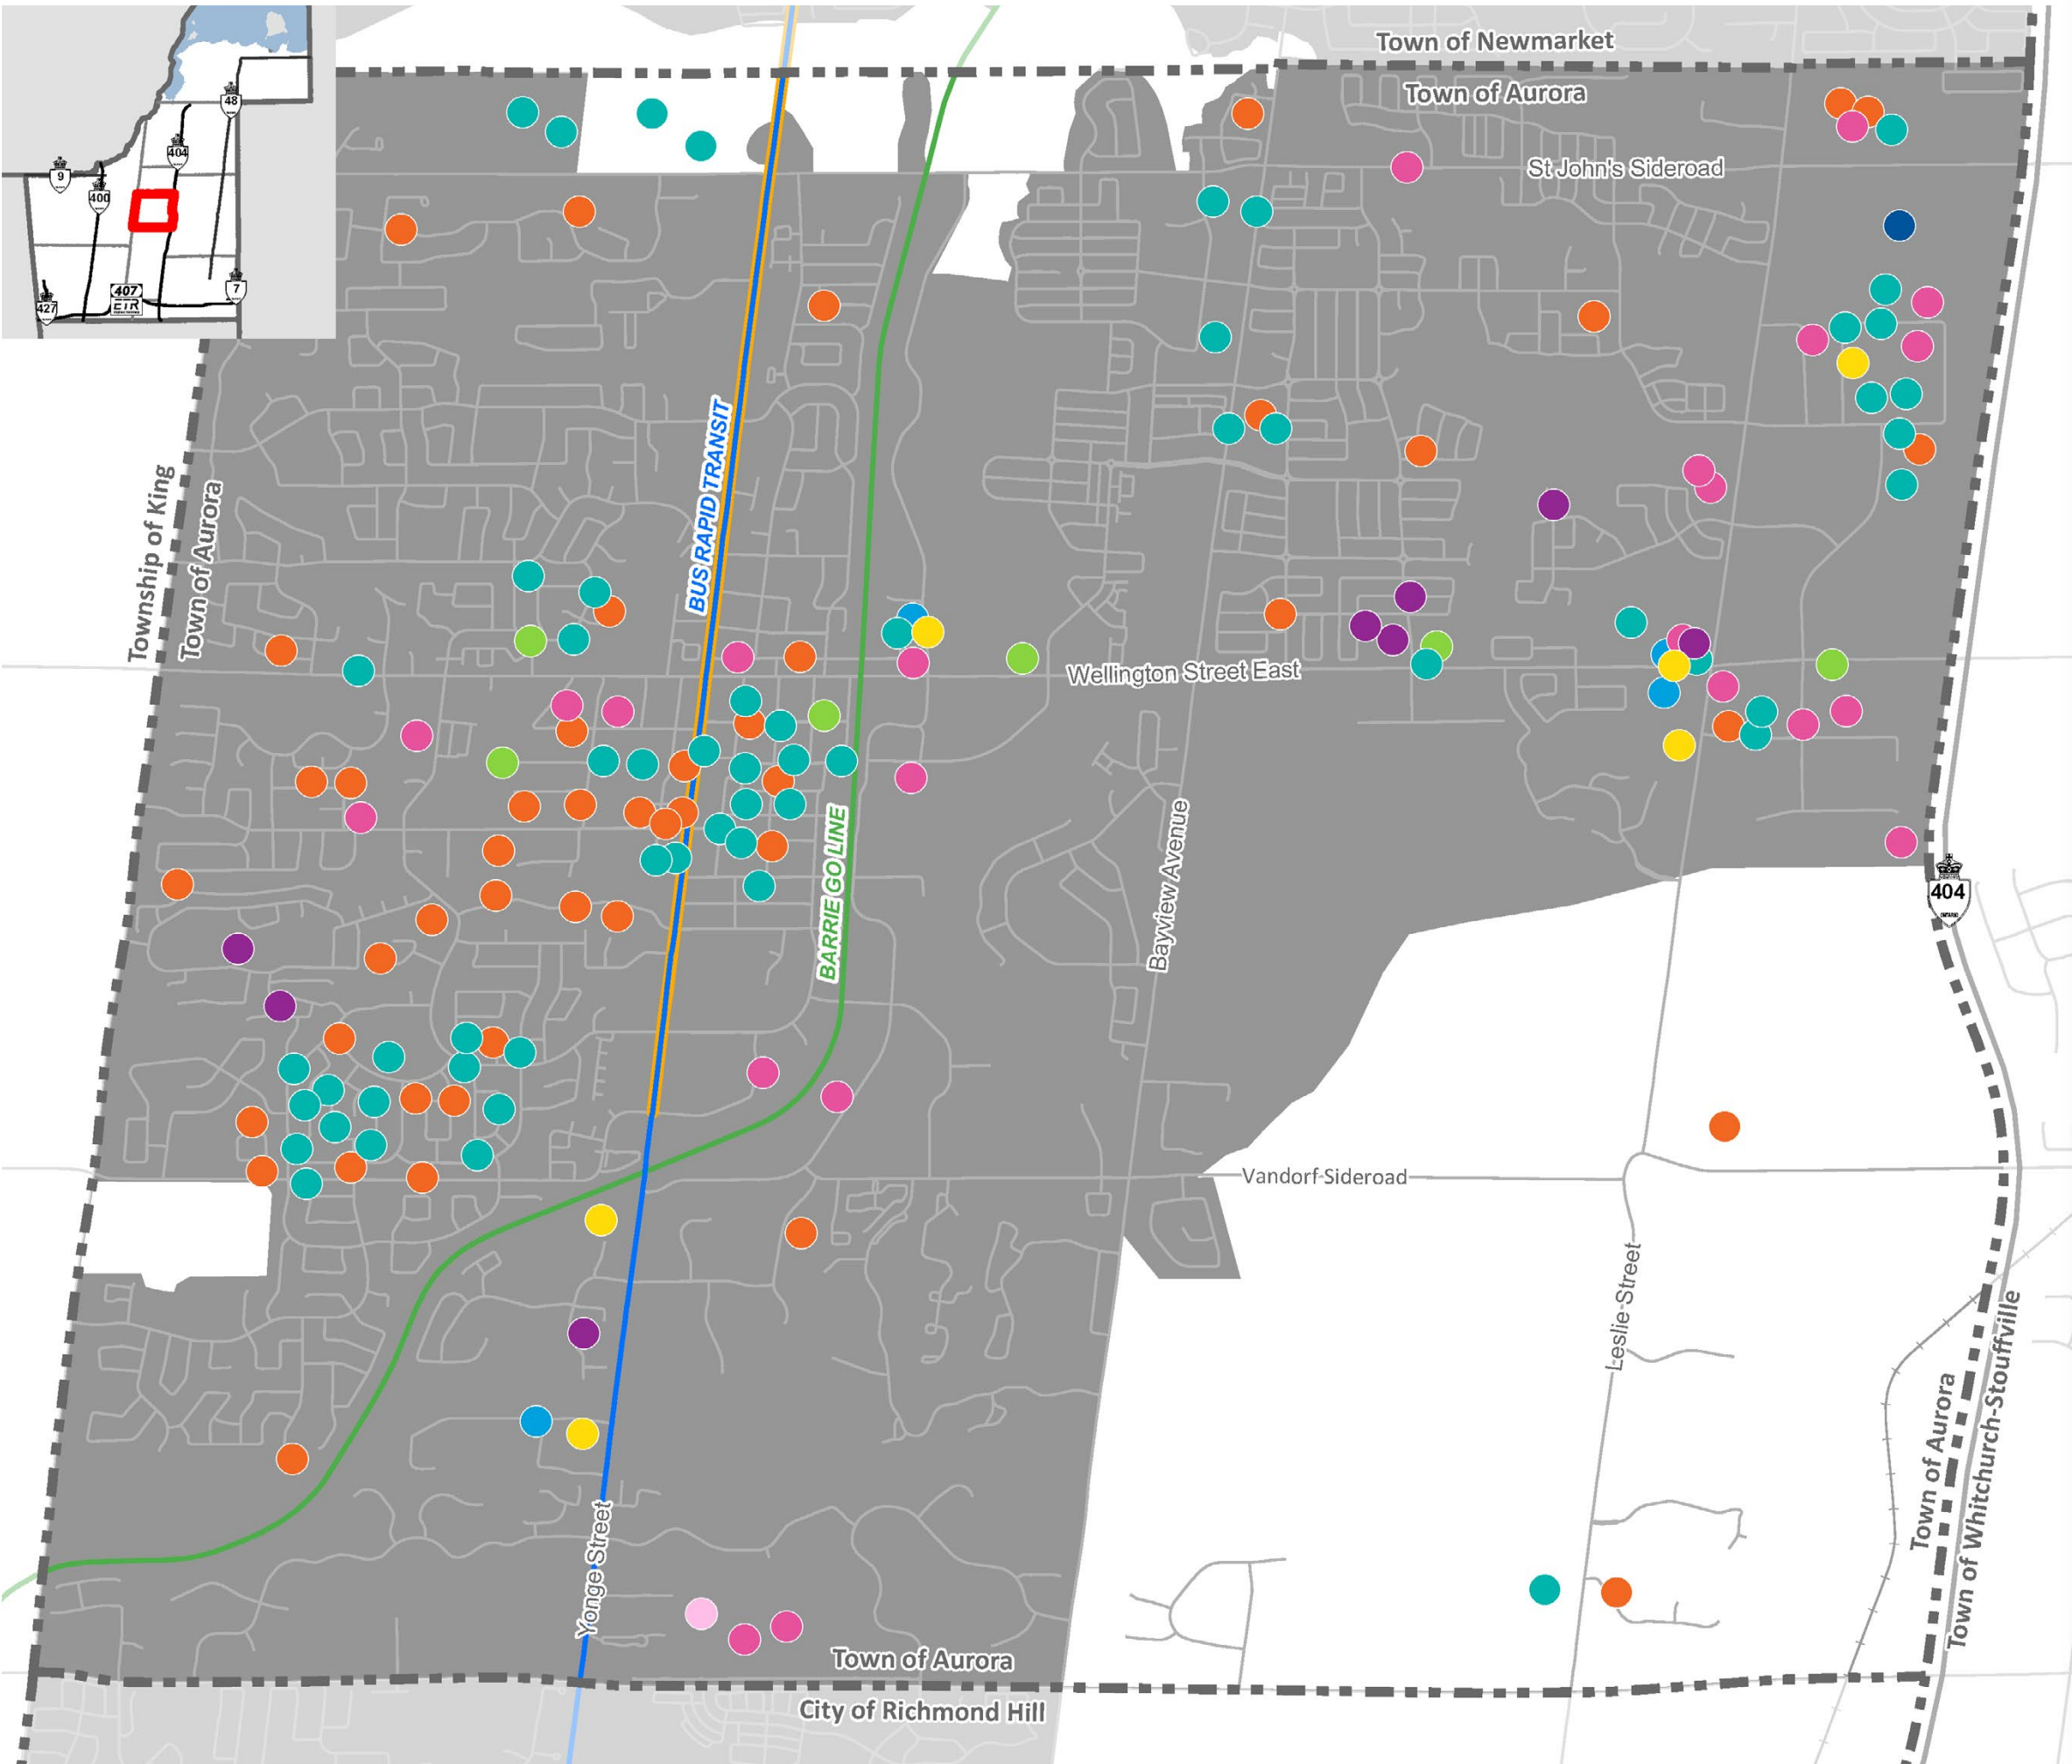 Town of Newmarket
Town of Aurora
48
404
9
400
407
ETR
7
427
St John's Sideroad
BUS RAPID TRANSIT
Township of King
Town of Aurora
Wellington Street East
Bayview Avenue
BARRIE GO LINE
404
ONTARIO
Vandorf Sideroad
Leslie Street
Yonge Street
Town of Aurora
Town of Whitchurch-Stouffville
Town of Aurora
City of Richmond Hill